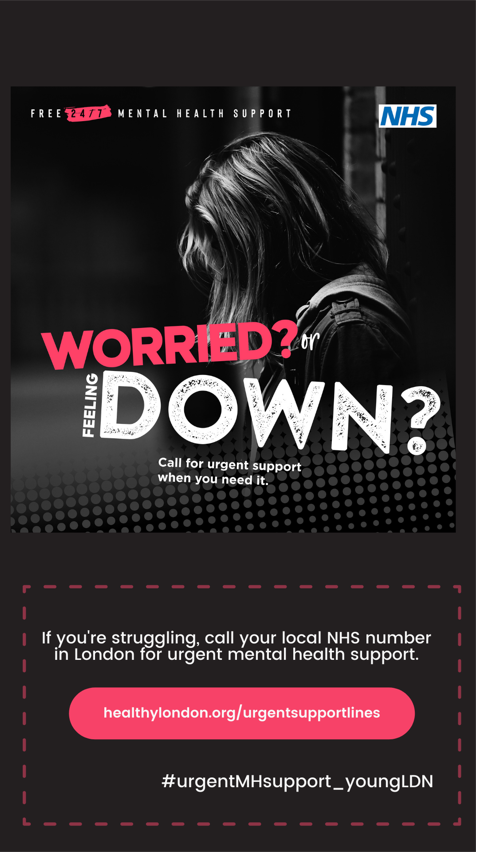 FREE 24/7 MENTAL HEALTH SUPPORT
NHS
WORRIED? or
FEELING DOWN?
Call for urgent support
when you need it.
If you're struggling, call your local NHS number
in London for urgent mental health support.
healthylondon.org/urgentsupportlines
#urgentMHsupport_youngLDN